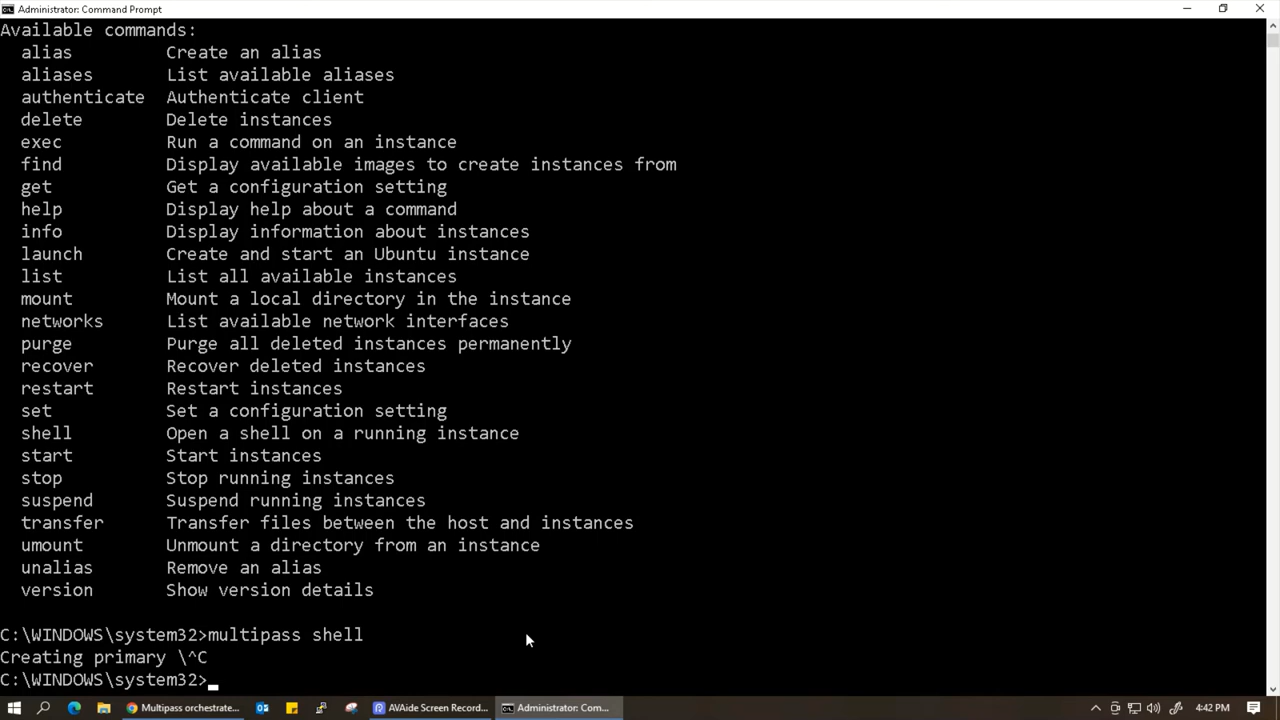 Administrator: Command Prompt
Available commands:
alias Create an alias
aliases List available aliases
authenticate Authenticate client
delete Delete instances
exec Run a command on an instance
find Display available images to create instances from
get Get a configuration setting
help Display help about a command
info Display information about instances
launch Create and start an Ubuntu instance
list List all available instances
mount Mount a local directory in the instance
networks List available network interfaces
purge Purge all deleted instances permanently
recover Recover deleted instances
restart Restart instances
set Set a configuration setting
shell Open a shell on a running instance
start Start instances
stop Stop running instances
suspend Suspend running instances
transfer Transfer files between the host and instances
umount Unmount a directory from an instance
unalias Remove an alias
version Show version details
C:\WINDOWS\system32>multipass shell
Creating primary \^C
C:\WINDOWS\system32>
Multipass orchestrate... AVAide Screen Record... Administrator: Com... 4:42 PM